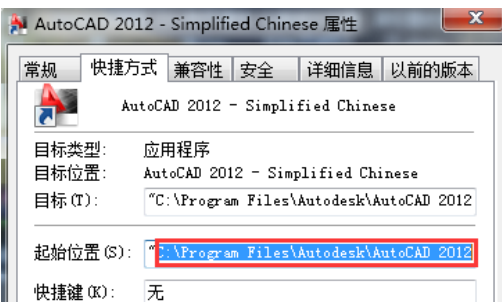 AutoCAD 2012 - Simplified Chinese 属性
常规 快捷方式 兼容性 安全 详细信息 以前的版本
AutoCAD 2012 - Simplified Chinese
目标类型: 应用程序
目标位置: AutoCAD 2012 - Simplified Chinese
目标(T): "C:\Program Files\Autodesk\AutoCAD 2012
起始位置(S): "C:\Program Files\Autodesk\AutoCAD 2012
快捷键(K): 无